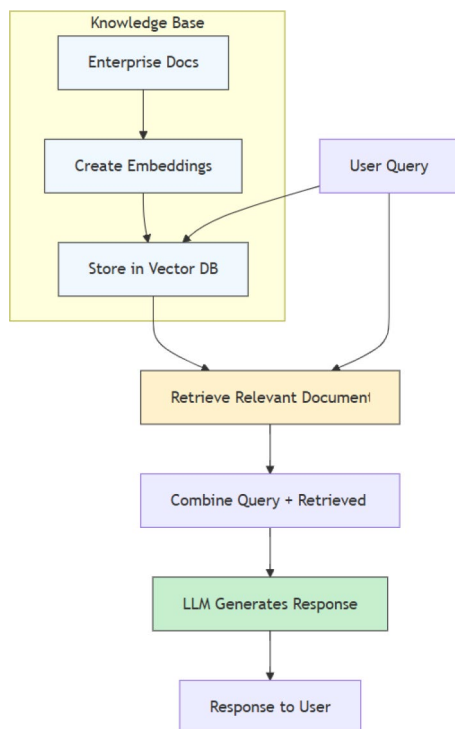 Knowledge Base
Enterprise Docs
Create Embeddings
User Query
Store in Vector DB
Retrieve Relevant Document
Combine Query + Retrieved
LLM Generates Response
Response to User